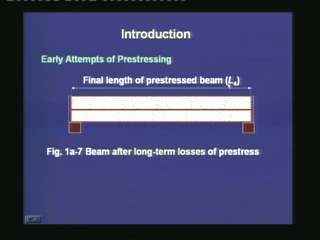 Introduction
Early Attempts of Prestressing
Final length of prestressed beam (L₄)
Fig. 1a-7 Beam after long-term losses of prestress